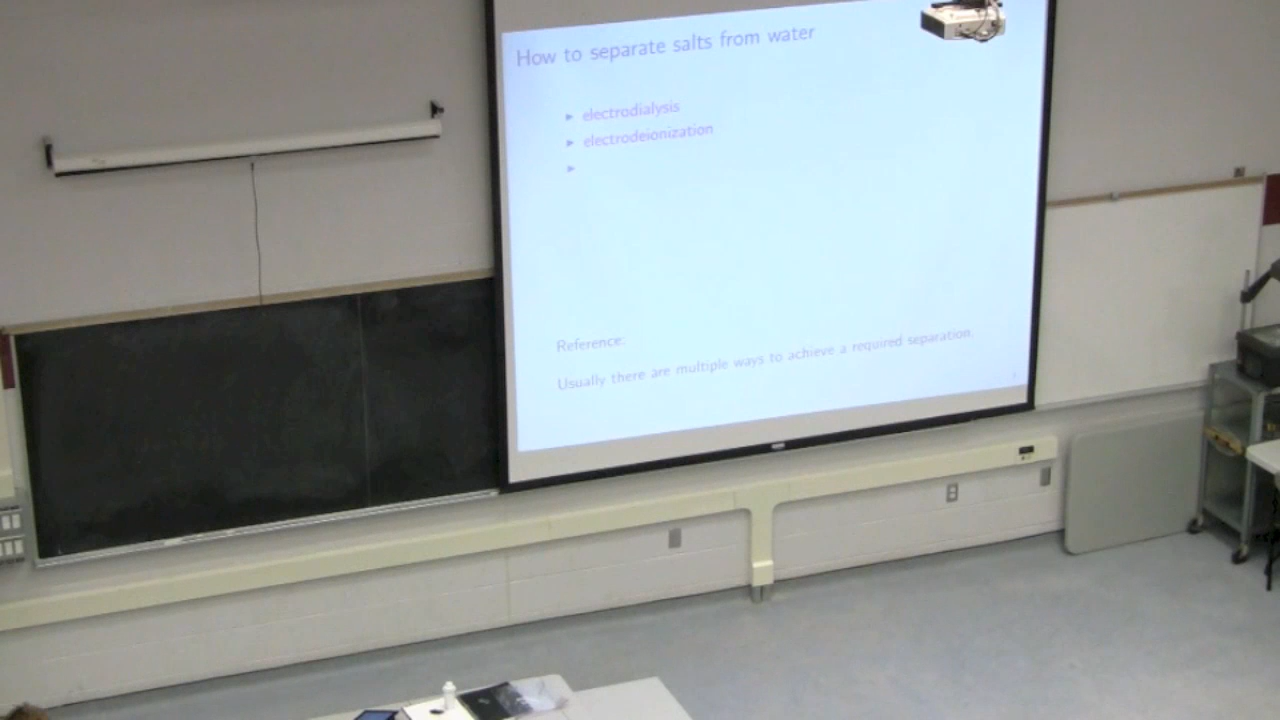 How to separate salts from water
► electrodialysis
► electrodeionization
►
Reference:
Usually there are multiple ways to achieve a required separation